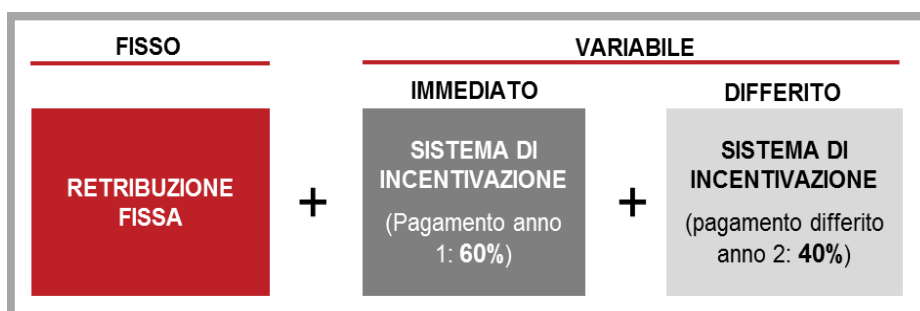 FISSO
VARIABILE
IMMEDIATO
DIFFERITO
RETRIBUZIONE
FISSA
+
SISTEMA DI
INCENTIVAZIONE
(Pagamento anno
1: 60%)
+
SISTEMA DI
INCENTIVAZIONE
(pagamento differito
anno 2: 40%)